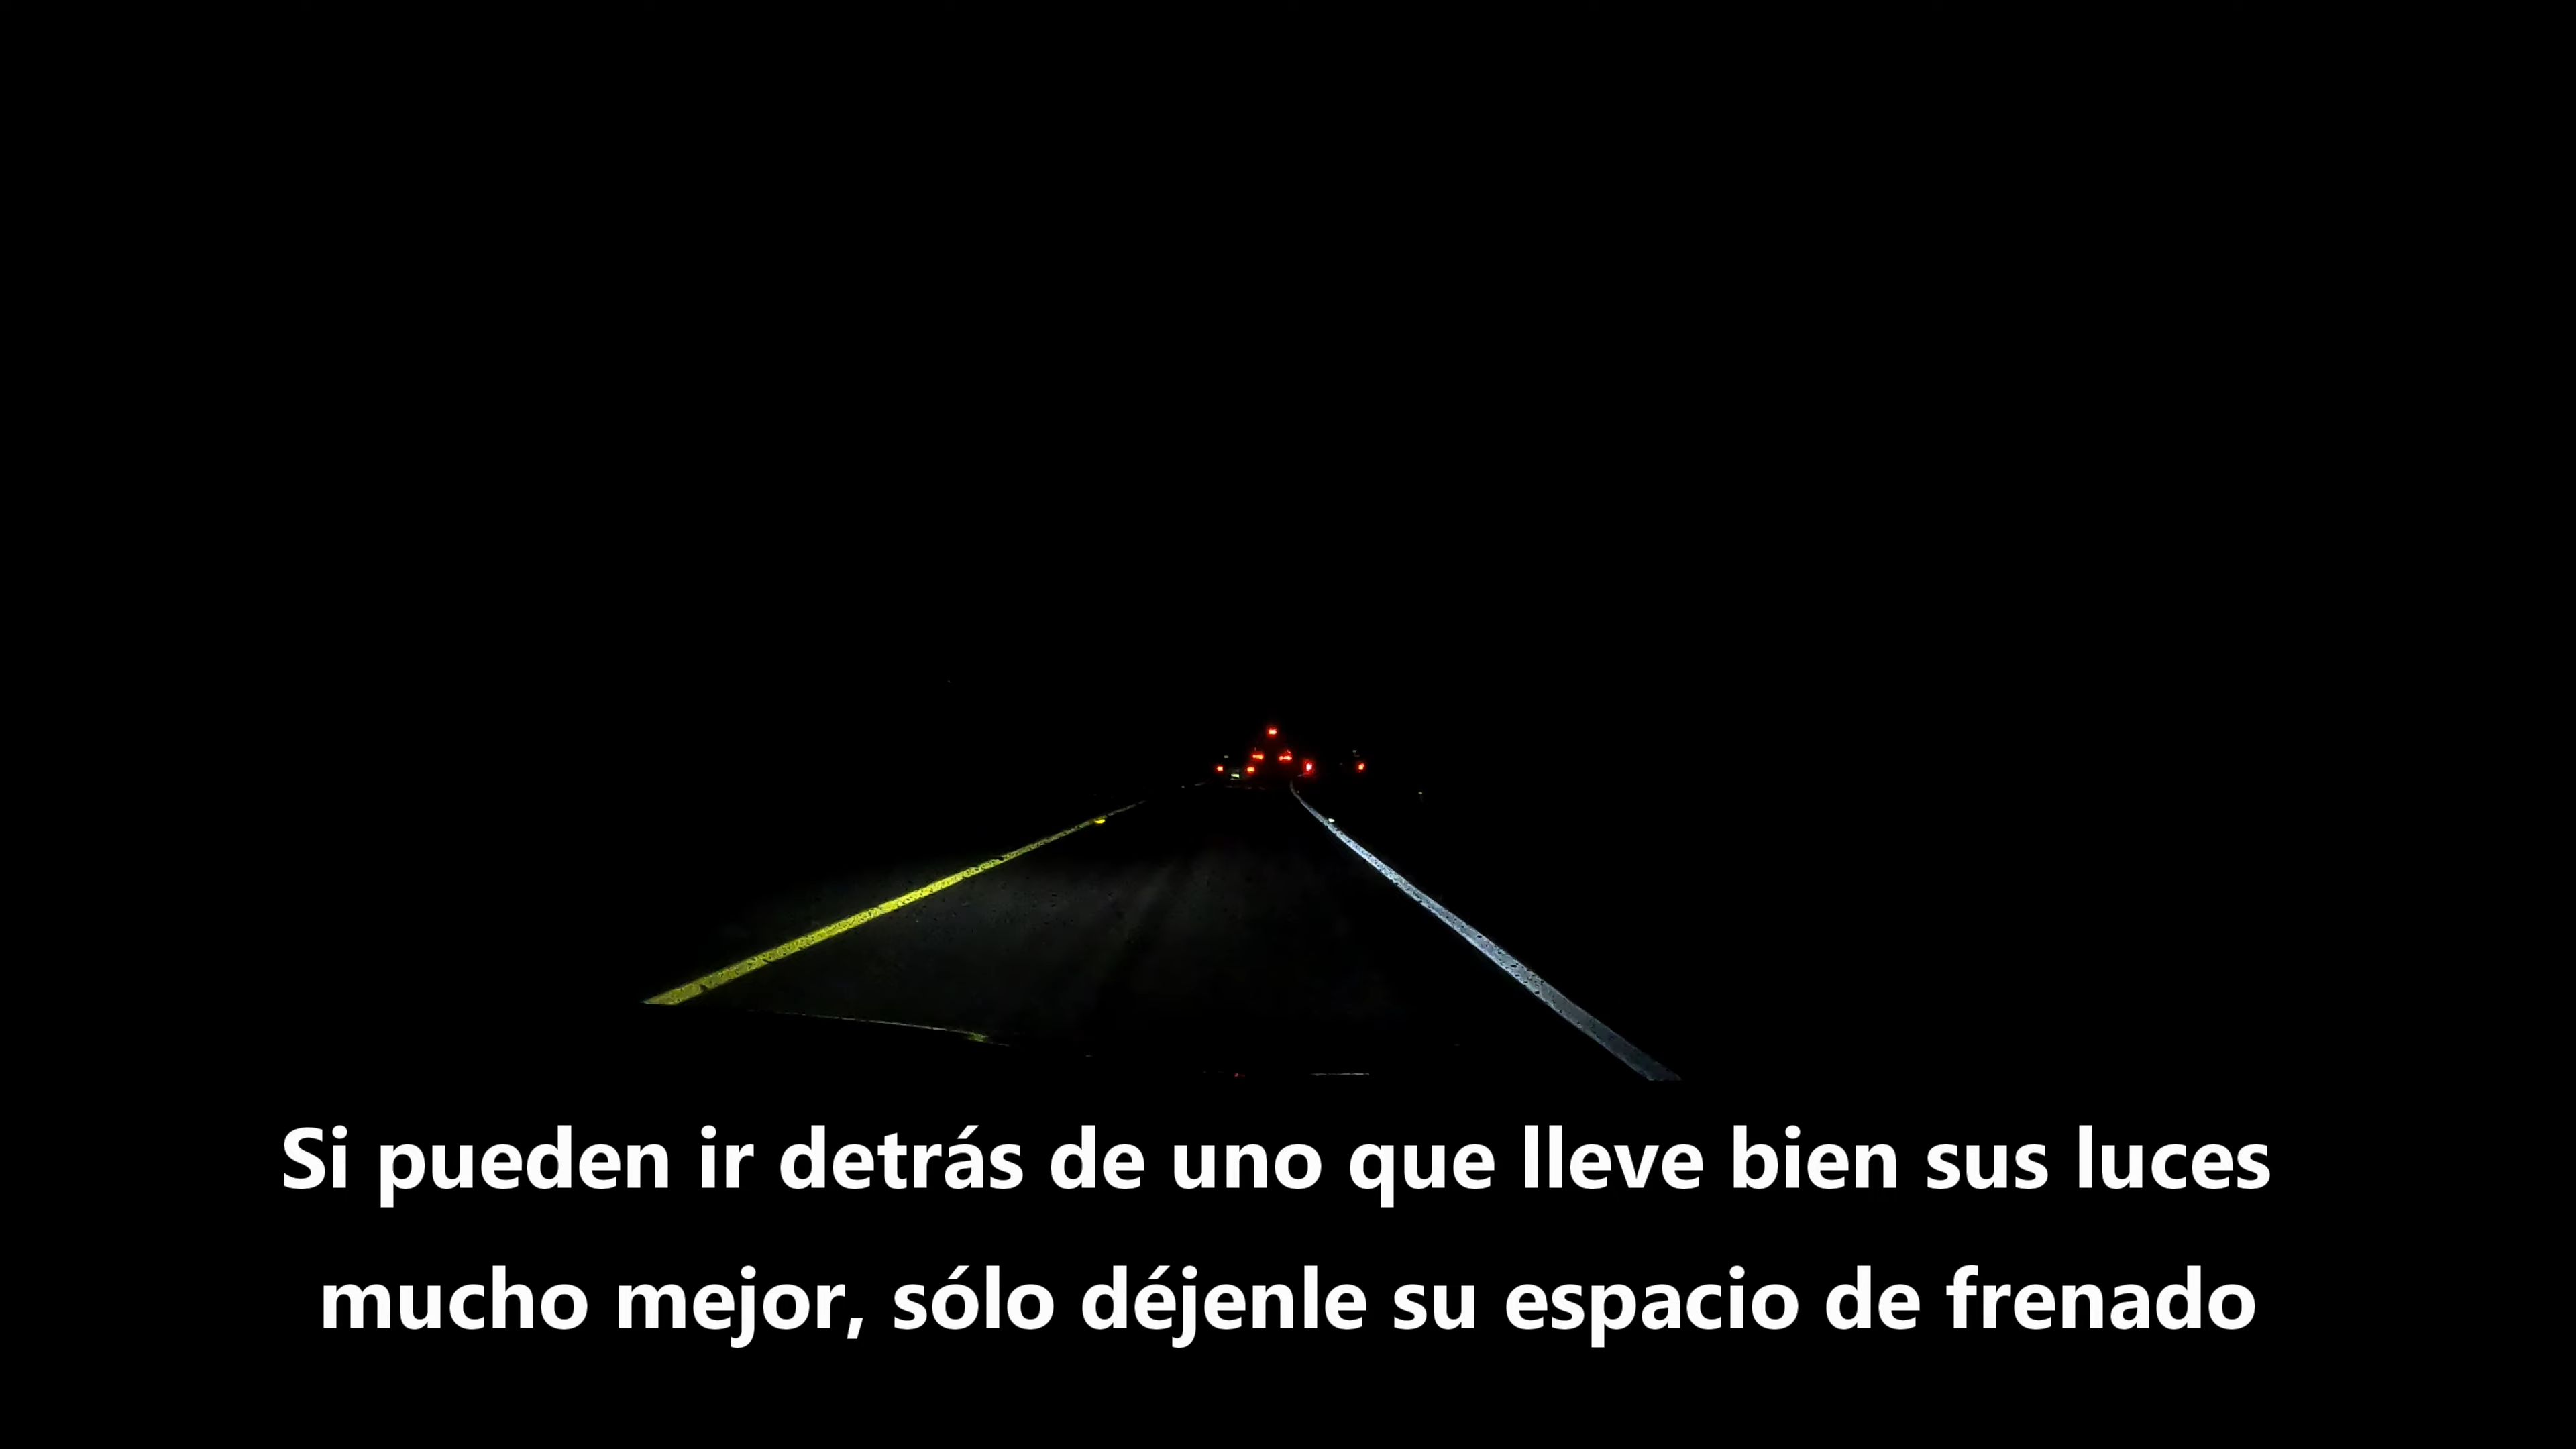 Si pueden ir detrás de uno que lleve bien sus luces
mucho mejor, sólo déjenle su espacio de frenado